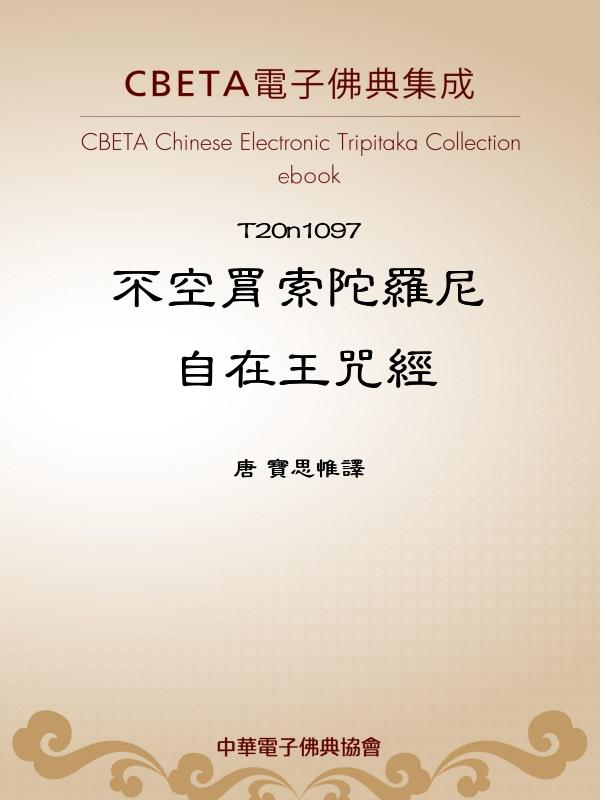 CBETA電子佛典集成
CBETA Chinese Electronic Tripitaka Collection
ebook
T20n1097
不空罥索陀羅尼
自在王咒經
唐 寶思惟譯
中華電子佛典協會